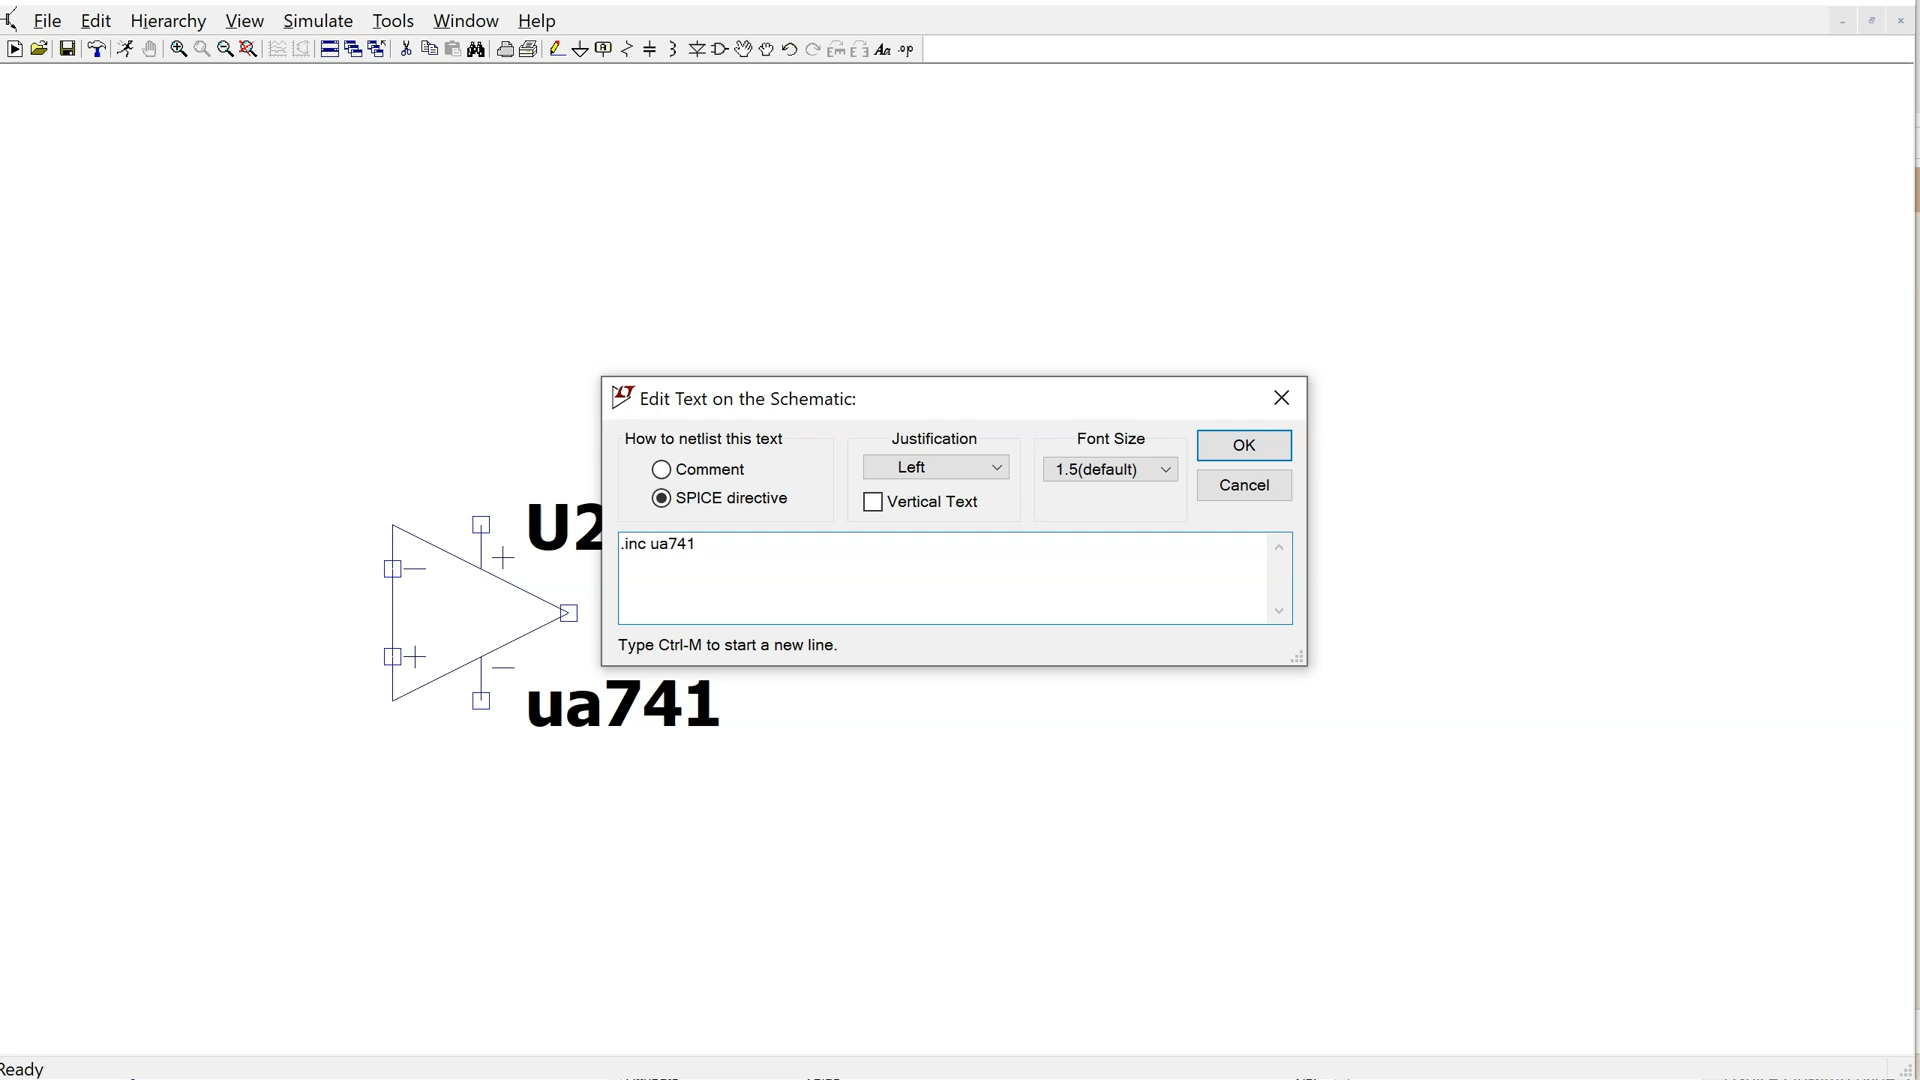 File Edit Hierarchy View Simulate Tools Window Help
Aa .op
Edit Text on the Schematic:
How to netlist this text
Justification
Font Size
OK
Comment
Left
1.5(default)
Cancel
SPICE directive
Vertical Text
U2
.inc ua741
Type Ctrl-M to start a new line.
ua741
Ready